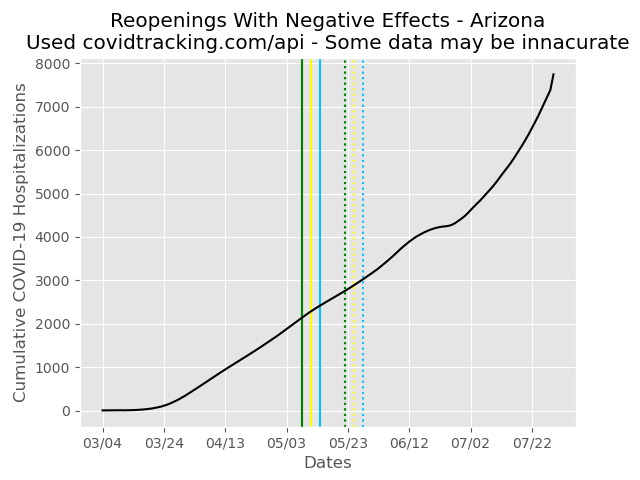 Reopenings With Negative Effects - Arizona
Used covidtracking.com/api - Some data may be innacurate
Cumulative COVID-19 Hospitalizations
8000
7000
6000
5000
4000
3000
2000
1000
0
03/04 03/24 04/13 05/03 05/23 06/12 07/02 07/22
Dates